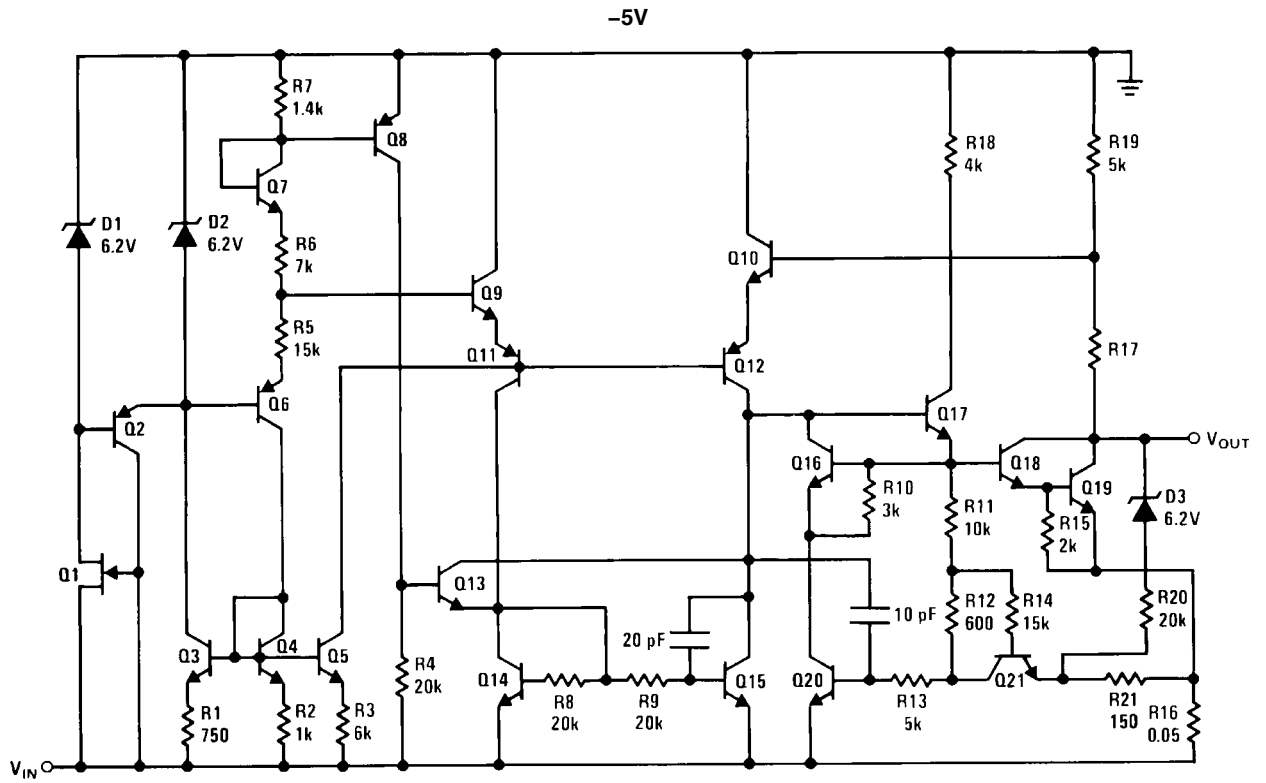 –5V
R7
1.4k
Q8
R18
4k
R19
5k
Q7
D1
6.2V
D2
6.2V
R6
7k
Q10
Q9
R5
15k
R17
Q11
Q12
Q6
Q2
Q17
VOUT
Q16
Q18
R10
3k
R11
10k
Q19
R15
2k
D3
6.2V
Q1
Q13
10 pF
R12
600
R14
15k
R20
20k
20 pF
Q3
Q4
Q5
R4
20k
Q14
R8
20k
R9
20k
Q15
Q20
R13
5k
Q21
R21
150
R16
0.05
R1
750
R2
1k
R3
6k
VIN